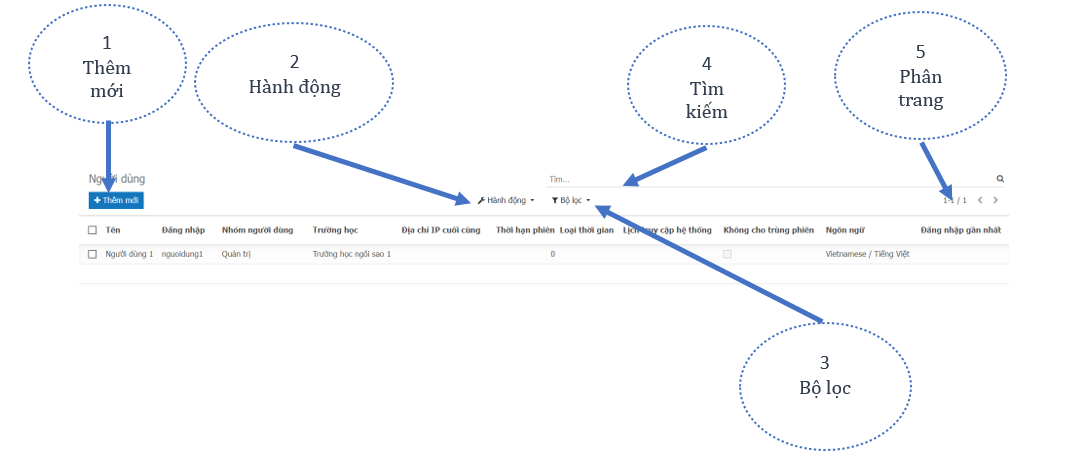 1
Thêm
mới
2
Hành động
4
Tìm
kiếm
5
Phân
trang
Người dùng
Tìm...
Thêm mới
Hành động
Bộ lọc
1-1 / 1
Tên Đăng nhập Nhóm người dùng Trường học Địa chỉ IP cuối cùng Thời hạn phiên Loại thời gian Lịch truy cập hệ thống Không cho trùng phiên Ngôn ngữ Đăng nhập gần nhất
Người dùng 1 nguoidung1 Quản trị Trường học ngôi sao 1 0 Vietnamese / Tiếng Việt
3
Bộ lọc